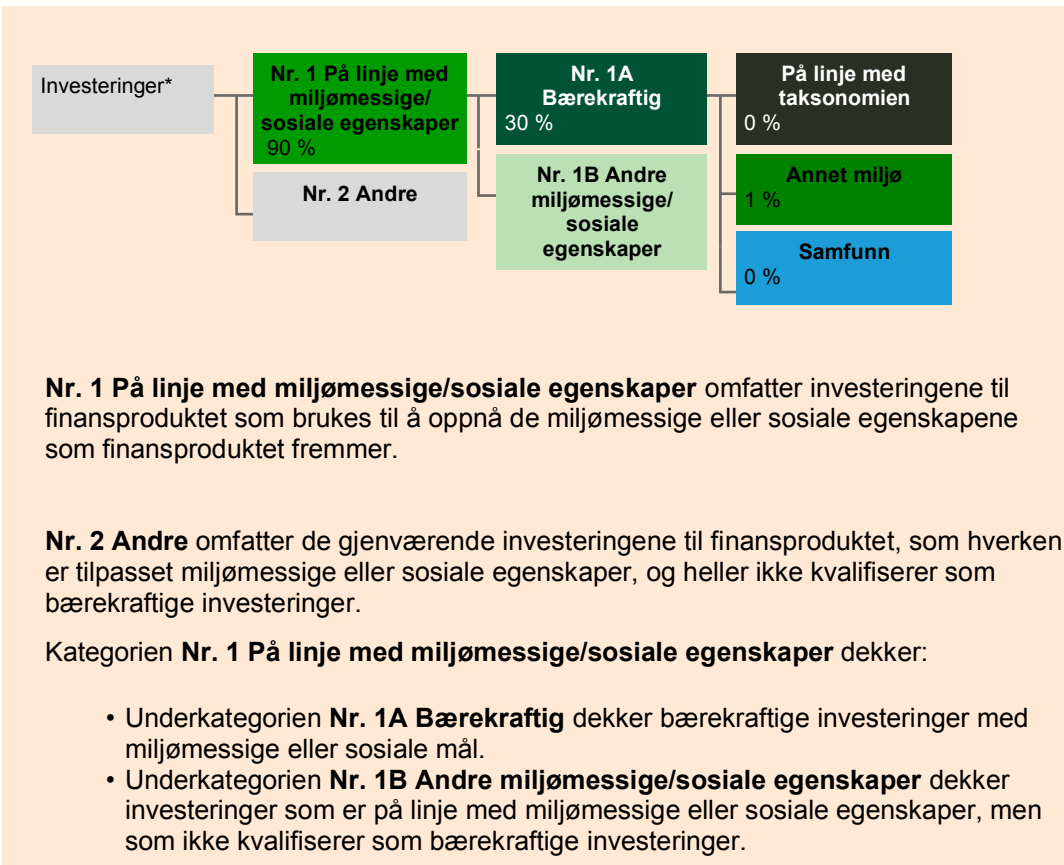 Investeringer*
Nr. 1 På linje med
miljømessige/
sosiale egenskaper
90 %
Nr. 2 Andre
Nr. 1A
Bærekraftig
30 %
Nr. 1B Andre
miljømessige/
sosiale
egenskaper
På linje med
taksonomien
0 %
Annet miljø
1 %
Samfunn
0 %
Nr. 1 På linje med miljømessige/sosiale egenskaper omfatter investeringene til
finansproduktet som brukes til å oppnå de miljømessige eller sosiale egenskapene
som finansproduktet fremmer.
Nr. 2 Andre omfatter de gjenværende investeringene til finansproduktet, som hverken
er tilpasset miljømessige eller sosiale egenskaper, og heller ikke kvalifiserer som
bærekraftige investeringer.
Kategorien Nr. 1 På linje med miljømessige/sosiale egenskaper dekker:
• Underkategorien Nr. 1A Bærekraftig dekker bærekraftige investeringer med
miljømessige eller sosiale mål.
• Underkategorien Nr. 1B Andre miljømessige/sosiale egenskaper dekker
investeringer som er på linje med miljømessige eller sosiale egenskaper, men
som ikke kvalifiserer som bærekraftige investeringer.